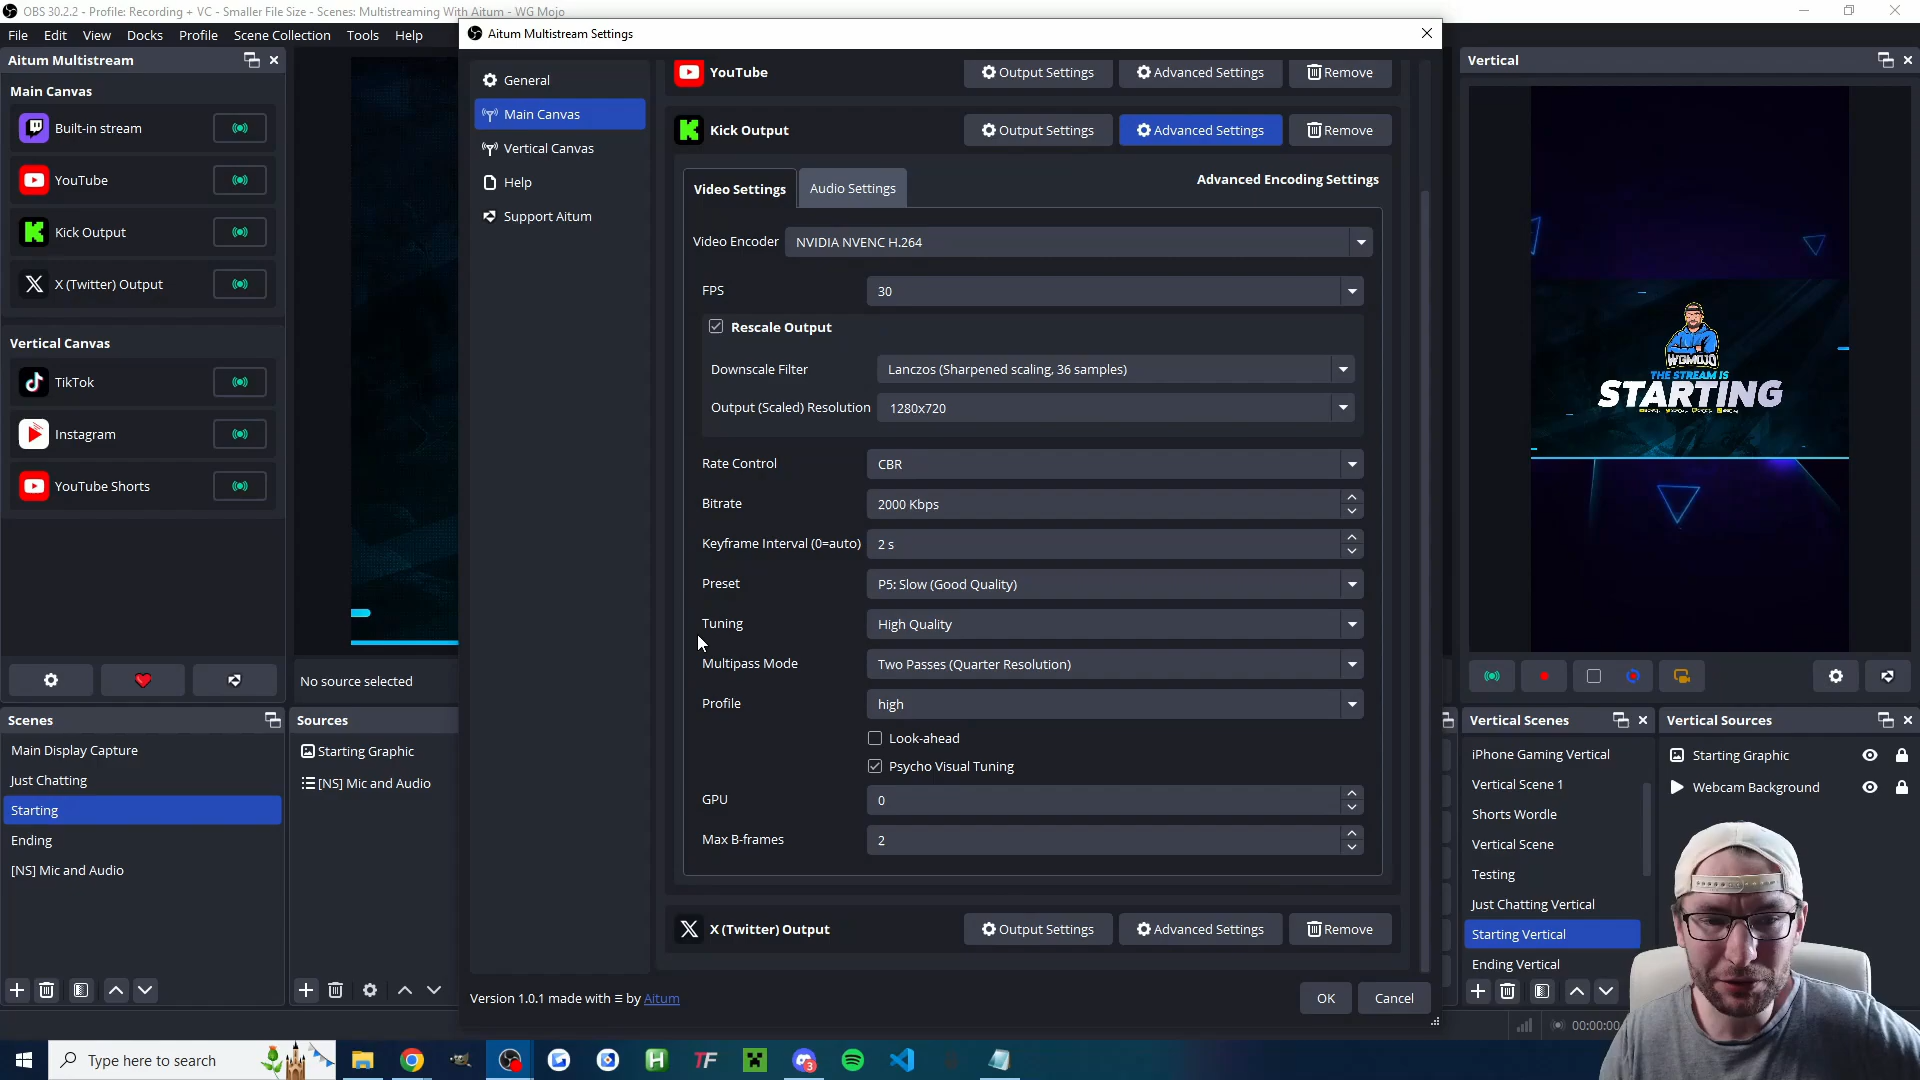 OBS 30.2.2 - Profile: Recording + VC - Smaller File Size - Scenes: Multistreaming With Aitum - WG Mojo
File Edit View Docks Profile Scene Collection Tools Help
Aitum Multistream
Main Canvas
Built-in stream
YouTube
Kick Output
X (Twitter) Output
Vertical Canvas
TikTok
Instagram
YouTube Shorts
Scenes
Main Display Capture
Just Chatting
Starting
Ending
[NS] Mic and Audio
No source selected
Sources
Starting Graphic
[NS] Mic and Audio
Aitum Multistream Settings
General
Main Canvas
Vertical Canvas
Help
Support Aitum
YouTube Output Settings Advanced Settings Remove
Kick Output Output Settings Advanced Settings Remove
Video Settings Audio Settings Advanced Encoding Settings
Video Encoder NVIDIA NVENC H.264
FPS 30
Rescale Output
Downscale Filter Lanczos (Sharpened scaling, 36 samples)
Output (Scaled) Resolution 1280x720
Rate Control CBR
Bitrate 2000 Kbps
Keyframe Interval (0=auto) 2 s
Preset P5: Slow (Good Quality)
Tuning High Quality
Multipass Mode Two Passes (Quarter Resolution)
Profile high
Look-ahead
Psycho Visual Tuning
GPU 0
Max B-frames 2
X (Twitter) Output Output Settings Advanced Settings Remove
Version 1.0.1 made with ≡ by Aitum
OK Cancel
Vertical
WGMOJO
THE STREAM IS
STARTING
Vertical Scenes
iPhone Gaming Vertical
Vertical Scene 1
Shorts Wordle
Vertical Scene
Testing
Just Chatting Vertical
Starting Vertical
Ending Vertical
Vertical Sources
Starting Graphic
Webcam Background
00:00:00
Type here to search
3